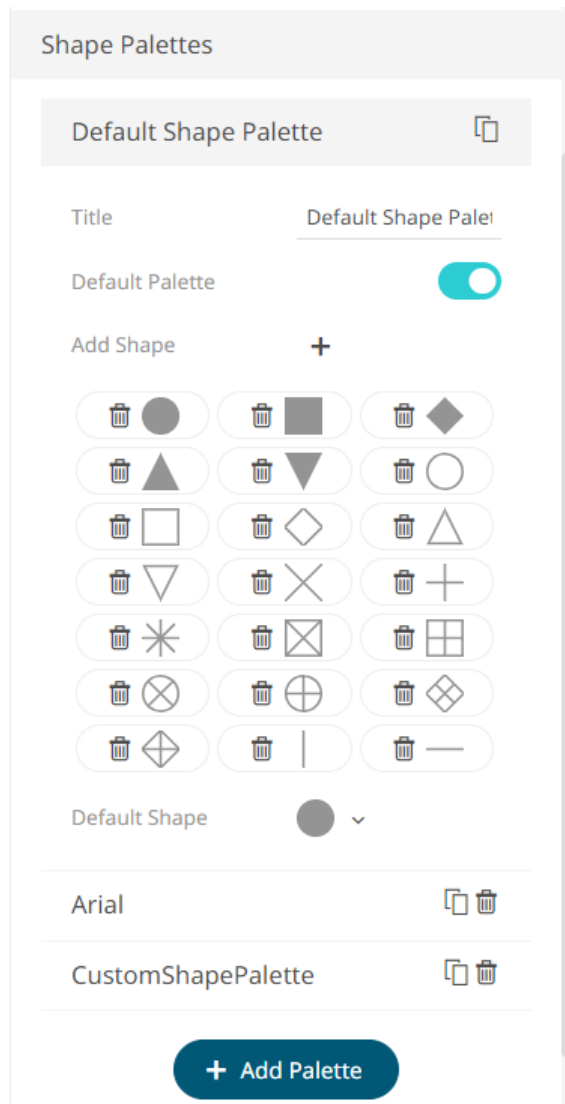 Shape Palettes
Default Shape Palette
Title Default Shape Palet
Default Palette
Add Shape
Default Shape
Arial
CustomShapePalette
+ Add Palette